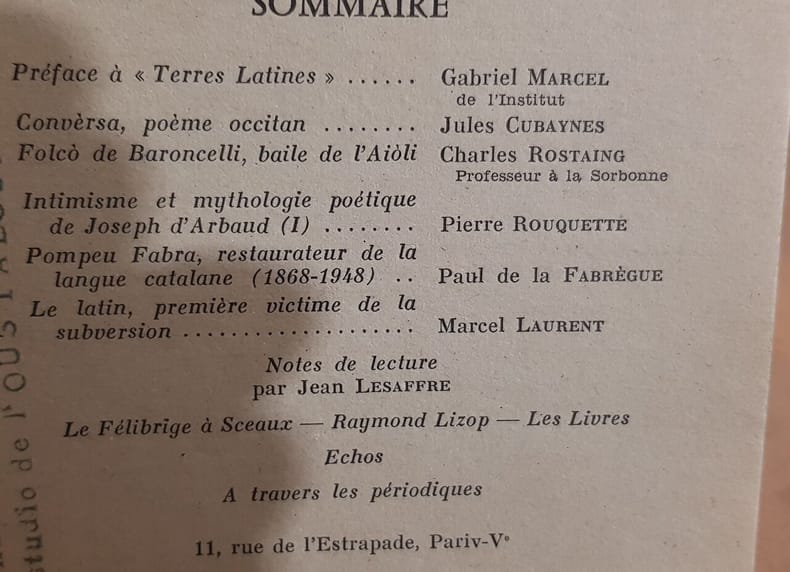 SOMMAIRE
Préface à « Terres Latines » ...... Gabriel MARCEL
de l'Institut
Convèrsa, poème occitan ........ Jules CUBAYNES
Folcò de Baroncelli, baile de l'Aiòli Charles ROSTAING
Professeur à la Sorbonne
Intimisme et mythologie poétique
de Joseph d'Arbaud (I) ........ Pierre ROUQUETTE
Pompeu Fabra, restaurateur de la
langue catalane (1868-1948) .. Paul de la FABRÈGUE
Le latin, première victime de la
subversion .................... Marcel LAURENT
Notes de lecture
par Jean LESAFFRE
Le Félibrige à Sceaux — Raymond Lizop — Les Livres
Echos
A travers les périodiques
11, rue de l'Estrapade, Pariv-Ve
studio de l'OUSTA